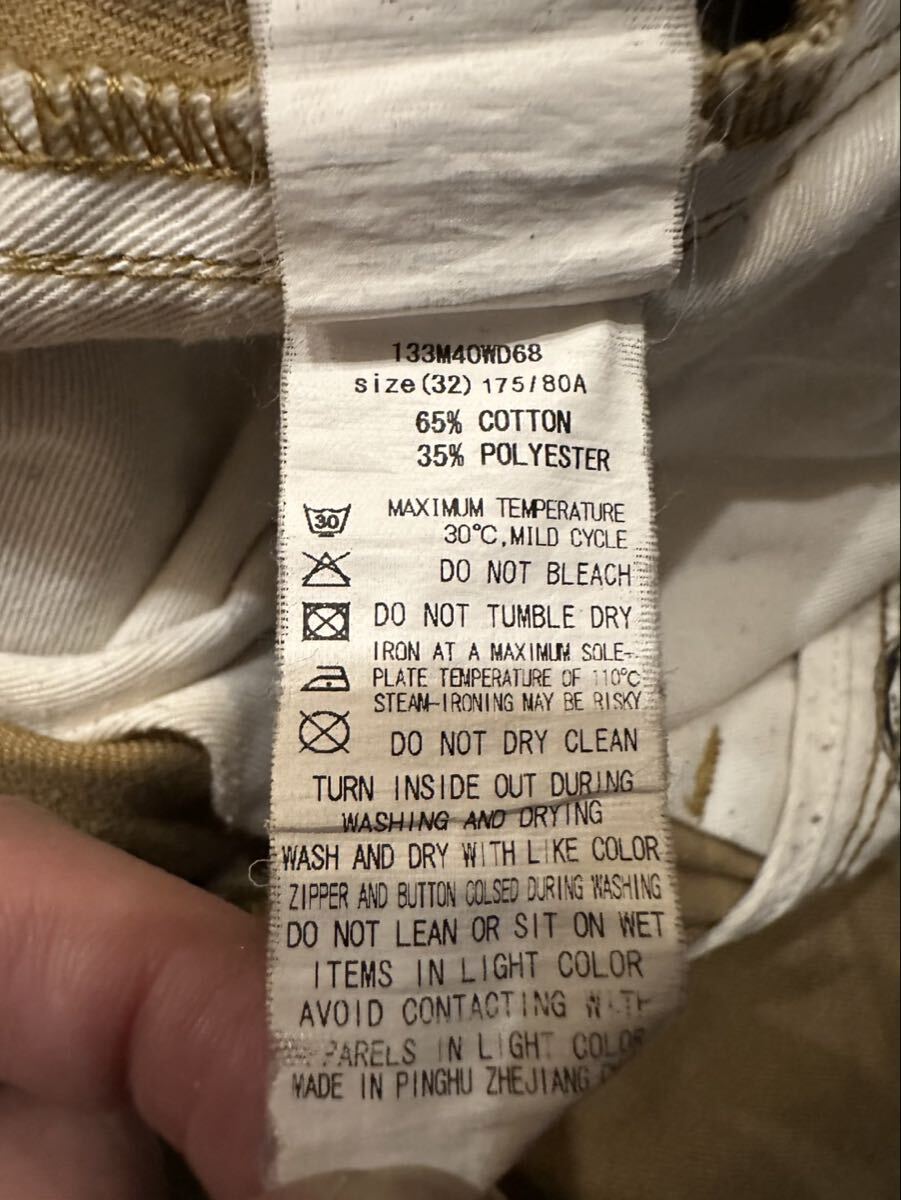 133M40WD68
size(32) 175/80A
65% COTTON
35% POLYESTER
30
MAXIMUM TEMPERATURE
30°C,MILD CYCLE
DO NOT BLEACH
DO NOT TUMBLE DRY
IRON AT A MAXIMUM SOLE-
PLATE TEMPERATURE OF 110°C
STEAM-IRONING MAY BE RISKY
DO NOT DRY CLEAN
TURN INSIDE OUT DURING
WASHING AND DRYING
WASH AND DRY WITH LIKE COLOR
ZIPPER AND BUTTON COLSED DURING WASHING
DO NOT LEAN OR SIT ON WET
ITEMS IN LIGHT COLOR
AVOID CONTACTING WITH
IN LIGHT COLOR
MADE IN PINGHU ZHEJIANG